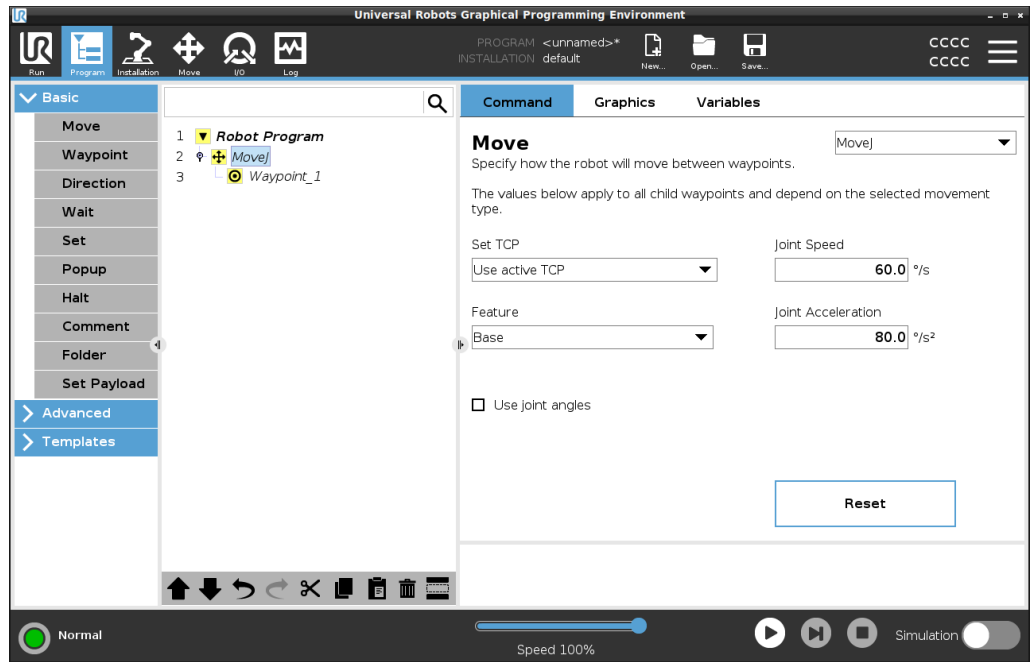 UR
Universal Robots Graphical Programming Environment
UR
Run
Program
Installation
Move
I/O
Log
PROGRAM <unnamed>*
INSTALLATION default
New...
Open...
Save...
CCCC
CCCC
Basic
Move
Waypoint
Direction
Wait
Set
Popup
Halt
Comment
Folder
Set Payload
Advanced
Templates
1 Robot Program
2 MoveJ
3 Waypoint_1
Command Graphics Variables
Move
MoveJ
Specify how the robot will move between waypoints.
The values below apply to all child waypoints and depend on the selected movement
type.
Set TCP
Joint Speed
Use active TCP
60.0 °/s
Feature
Joint Acceleration
Base
80.0 °/s²
Use joint angles
Reset
Normal
Speed 100%
Simulation